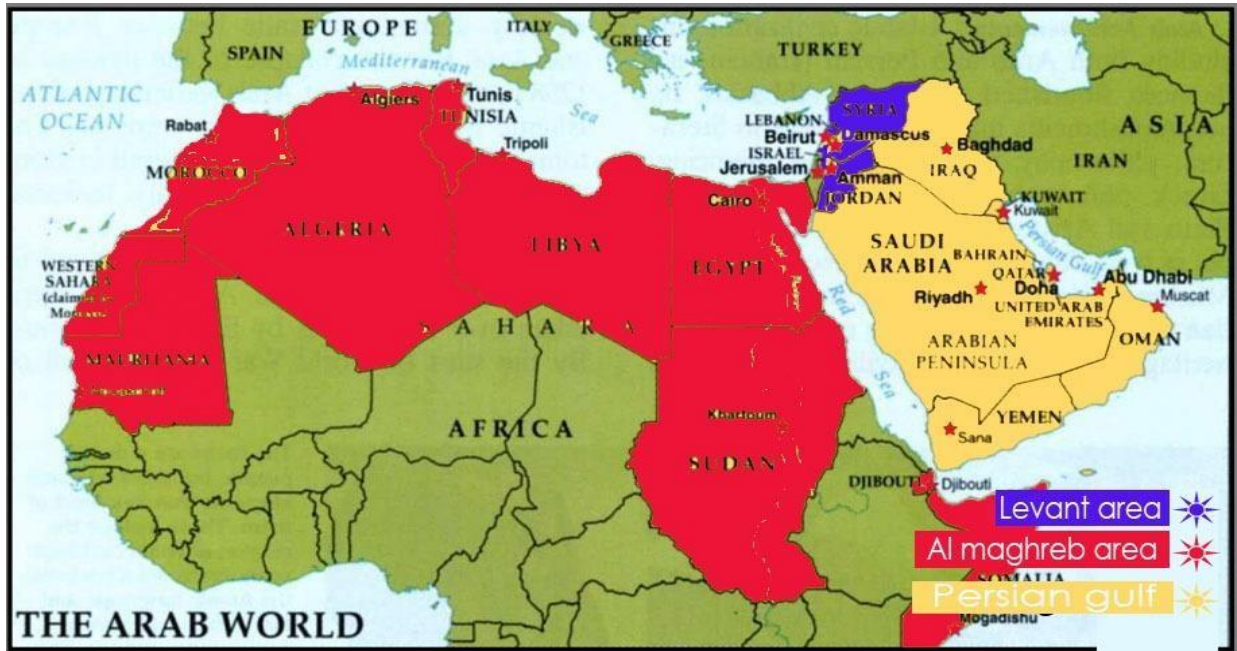 EUROPE
ITALY
SPAIN
GREECE
TURKEY
Mediterranean
Sea
ATLANTIC
OCEAN
Algiers
Tunis
TUNISIA
Rabat
Tripoli
MOROCCO
LEBANON
Beirut
SYRIA
Damascus
ISRAEL
Jerusalem
Amman
JORDAN
Baghdad
IRAQ
ASIA
IRAN
KUWAIT
Kuwait
Cairo
ALGERIA
LIBYA
EGYPT
SAUDI
ARABIA
BAHRAIN
QATAR
Persian Gulf
Riyadh
Doha
Abu Dhabi
Muscat
UNITED ARAB
EMIRATES
OMAN
WESTERN
SAHARA
(claimed
Red
Sea
SAHARA
ARABIAN
PENINSULA
MAURITANIA
YEMEN
Sana
AFRICA
Khartoum
SUDAN
DJIBOUTI
Djibouti
Levant area
Al maghreb area
SOMALIA
Persian gulf
Mogadishu
THE ARAB WORLD